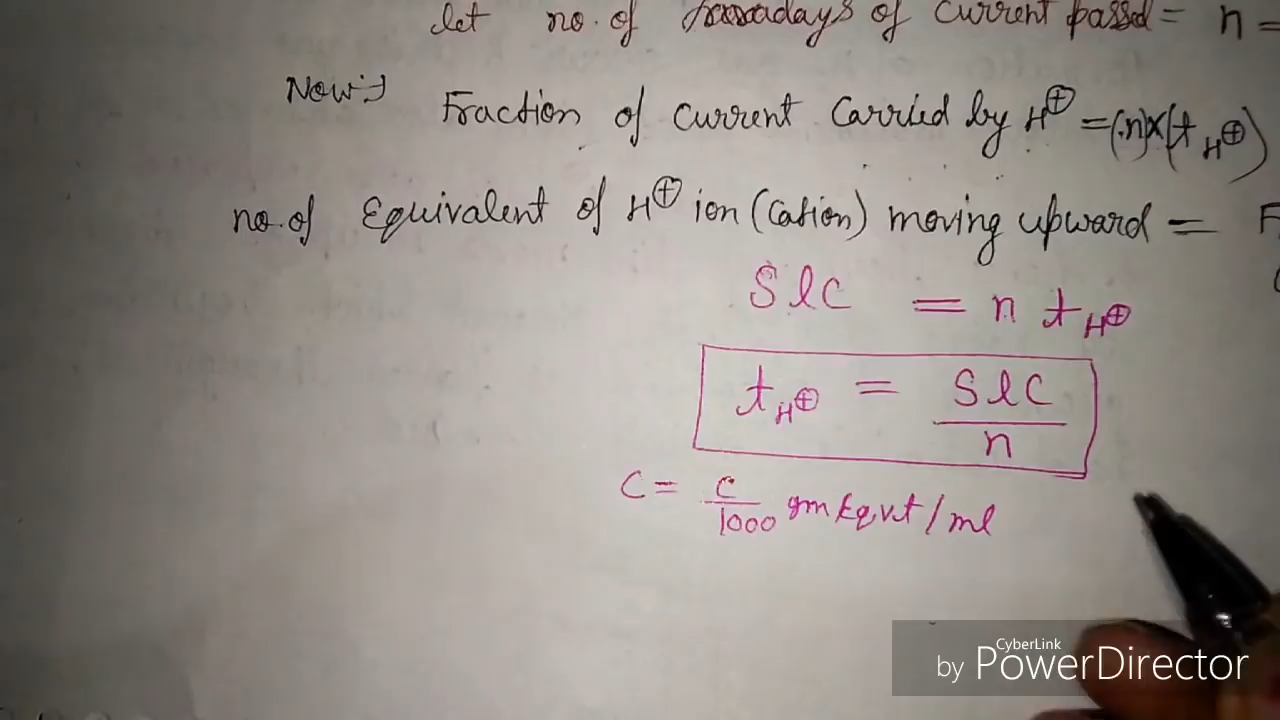 let no. of faradays of current passed = n =
Now:→ Fraction of current carried by H⊕ = (n)×(t H⊕)
no. of Equivalent of H⊕ ion (cation) moving upward = F
SlC = n t H⊕
t H⊕ = SlC / n
C = C / 1000 gm Eqvt / ml
CyberLink
by PowerDirector